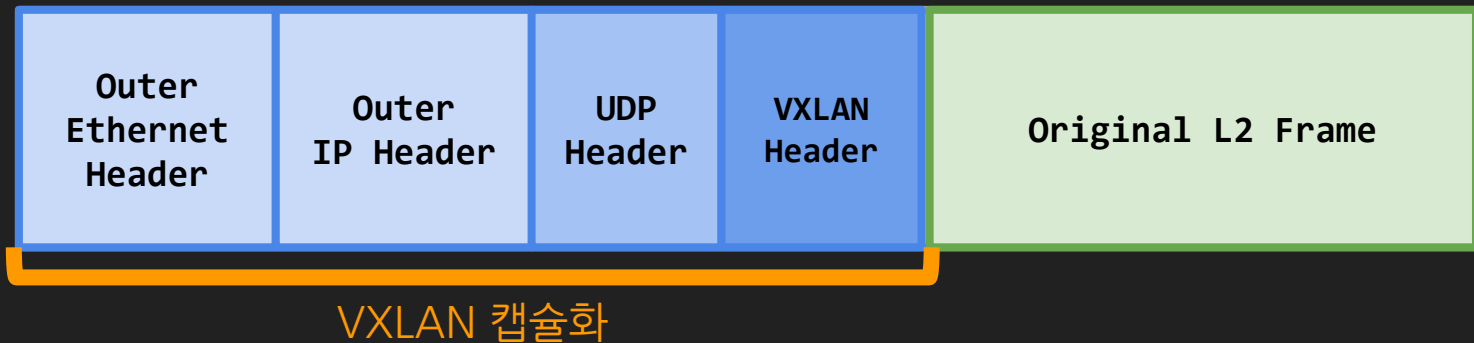 Outer
Ethernet
Header
Outer
IP Header
UDP
Header
VXLAN
Header
Original L2 Frame
VXLAN 캡슐화